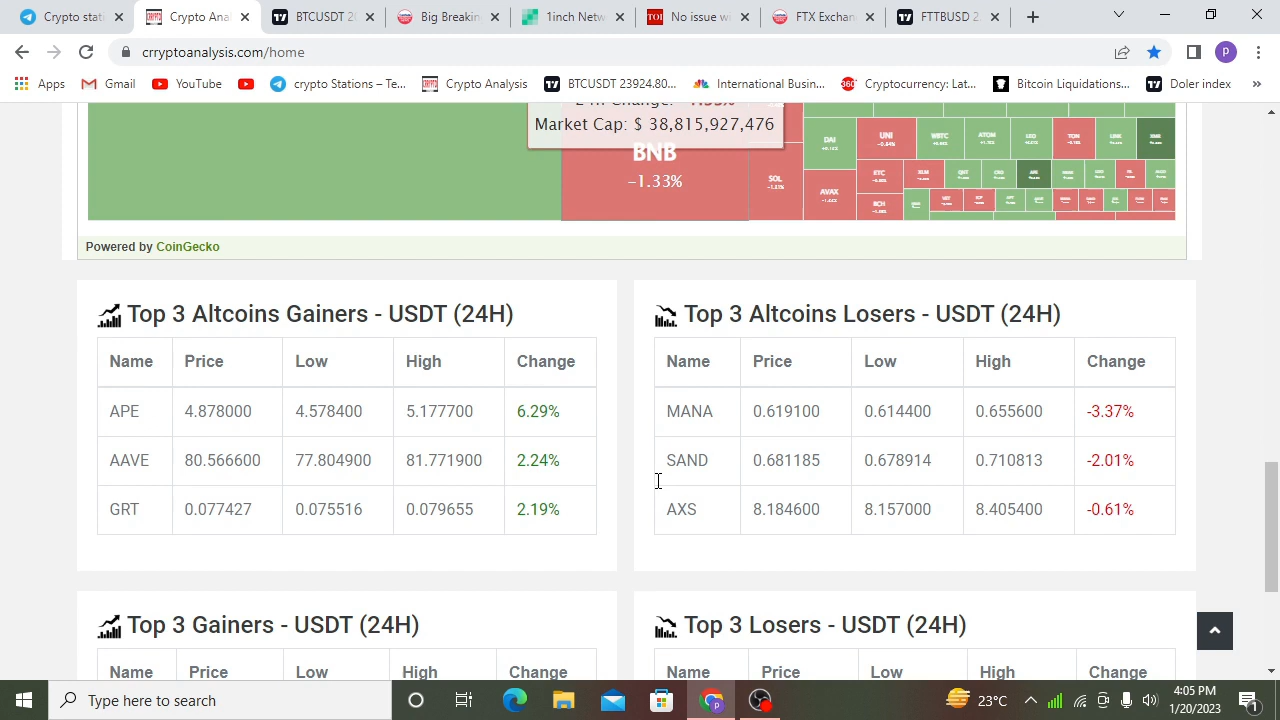 Crypto stati
Crypto Ana
BTCUSDT 2
Big Breakin
1inch Netw
TOI No issue wi
FTX Exchan
FTTBUSD 2
crryptoanalysis.com/home
P
Apps
Gmail
YouTube
crypto Stations – Te...
Crypto Analysis
BTCUSDT 23924.80...
International Busin...
Cryptocurrency: Lat...
Bitcoin Liquidations...
Doler index
Market Cap: $ 38,815,927,476
BNB
-1.33%
SOL
DAI
AVAX
UNI
WBTC
ATOM
ETC
BCH
Powered by CoinGecko
Top 3 Altcoins Gainers - USDT (24H)
Name Price Low High Change
APE 4.878000 4.578400 5.177700 6.29%
AAVE 80.566600 77.804900 81.771900 2.24%
GRT 0.077427 0.075516 0.079655 2.19%
Top 3 Altcoins Losers - USDT (24H)
Name Price Low High Change
MANA 0.619100 0.614400 0.655600 -3.37%
SAND 0.681185 0.678914 0.710813 -2.01%
AXS 8.184600 8.157000 8.405400 -0.61%
Top 3 Gainers - USDT (24H)
Name Price Low High Change
Top 3 Losers - USDT (24H)
Name Price Low High Change
Type here to search
23°C
4:05 PM
1/20/2023
1